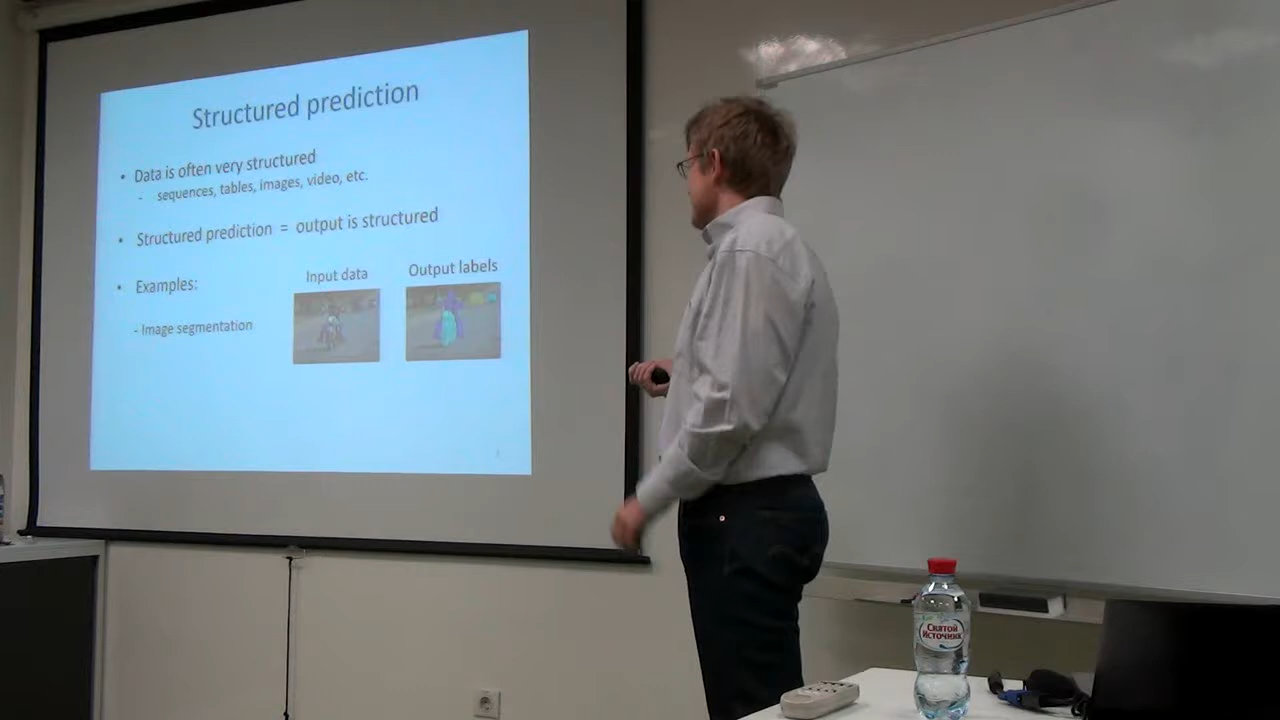 Structured prediction
• Data is often very structured
- sequences, tables, images, video, etc.
• Structured prediction = output is structured
• Examples:
Input data
Output labels
- Image segmentation
Святой
Источник